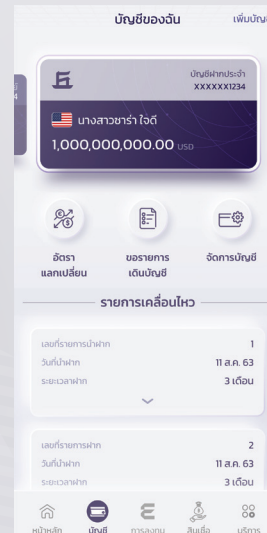 บัญชีของฉัน
เพิ่มบัญ
4
บัญชีฝากประจำ
XXXXXX1234
นางสาวซาร่า ใจดี
1,000,000,000.00 USD
อัตรา
แลกเปลี่ยน
ขอรายการ
เดินบัญชี
จัดการบัญชี
รายการเคลื่อนไหว
เลขที่รายการนำฝาก 1
วันที่นำฝาก 11 ส.ค. 63
ระยะเวลาฝาก 3 เดือน
เลขที่รายการฝาก 2
วันที่นำฝาก 11 ส.ค. 63
ระยะเวลาฝาก 3 เดือน
หน้าหลัก
บัญชี
การลงทุน
สินเชื่อ
บริการ